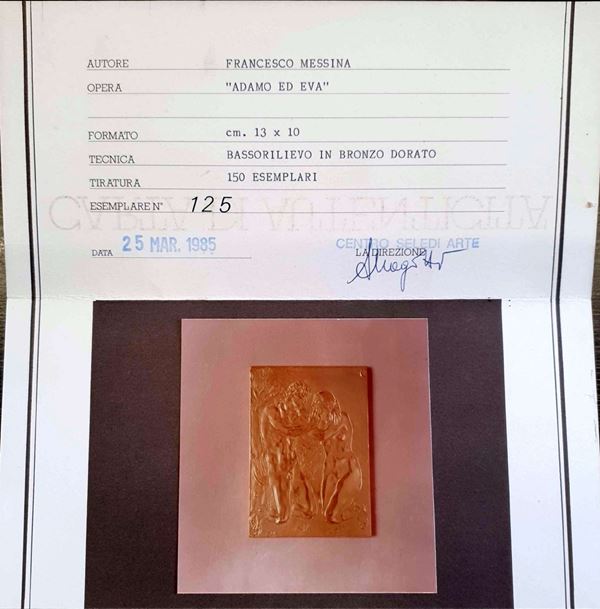 AUTORE FRANCESCO MESSINA
OPERA "ADAMO ED EVA"
FORMATO cm. 13 x 10
TECNICA BASSORILIEVO IN BRONZO DORATO
TIRATURA 150 ESEMPLARI
ESEMPLARE N° 125
DATA 25 MAR. 1985
CENTRO SELEDI ARTE
LA DIREZIONE